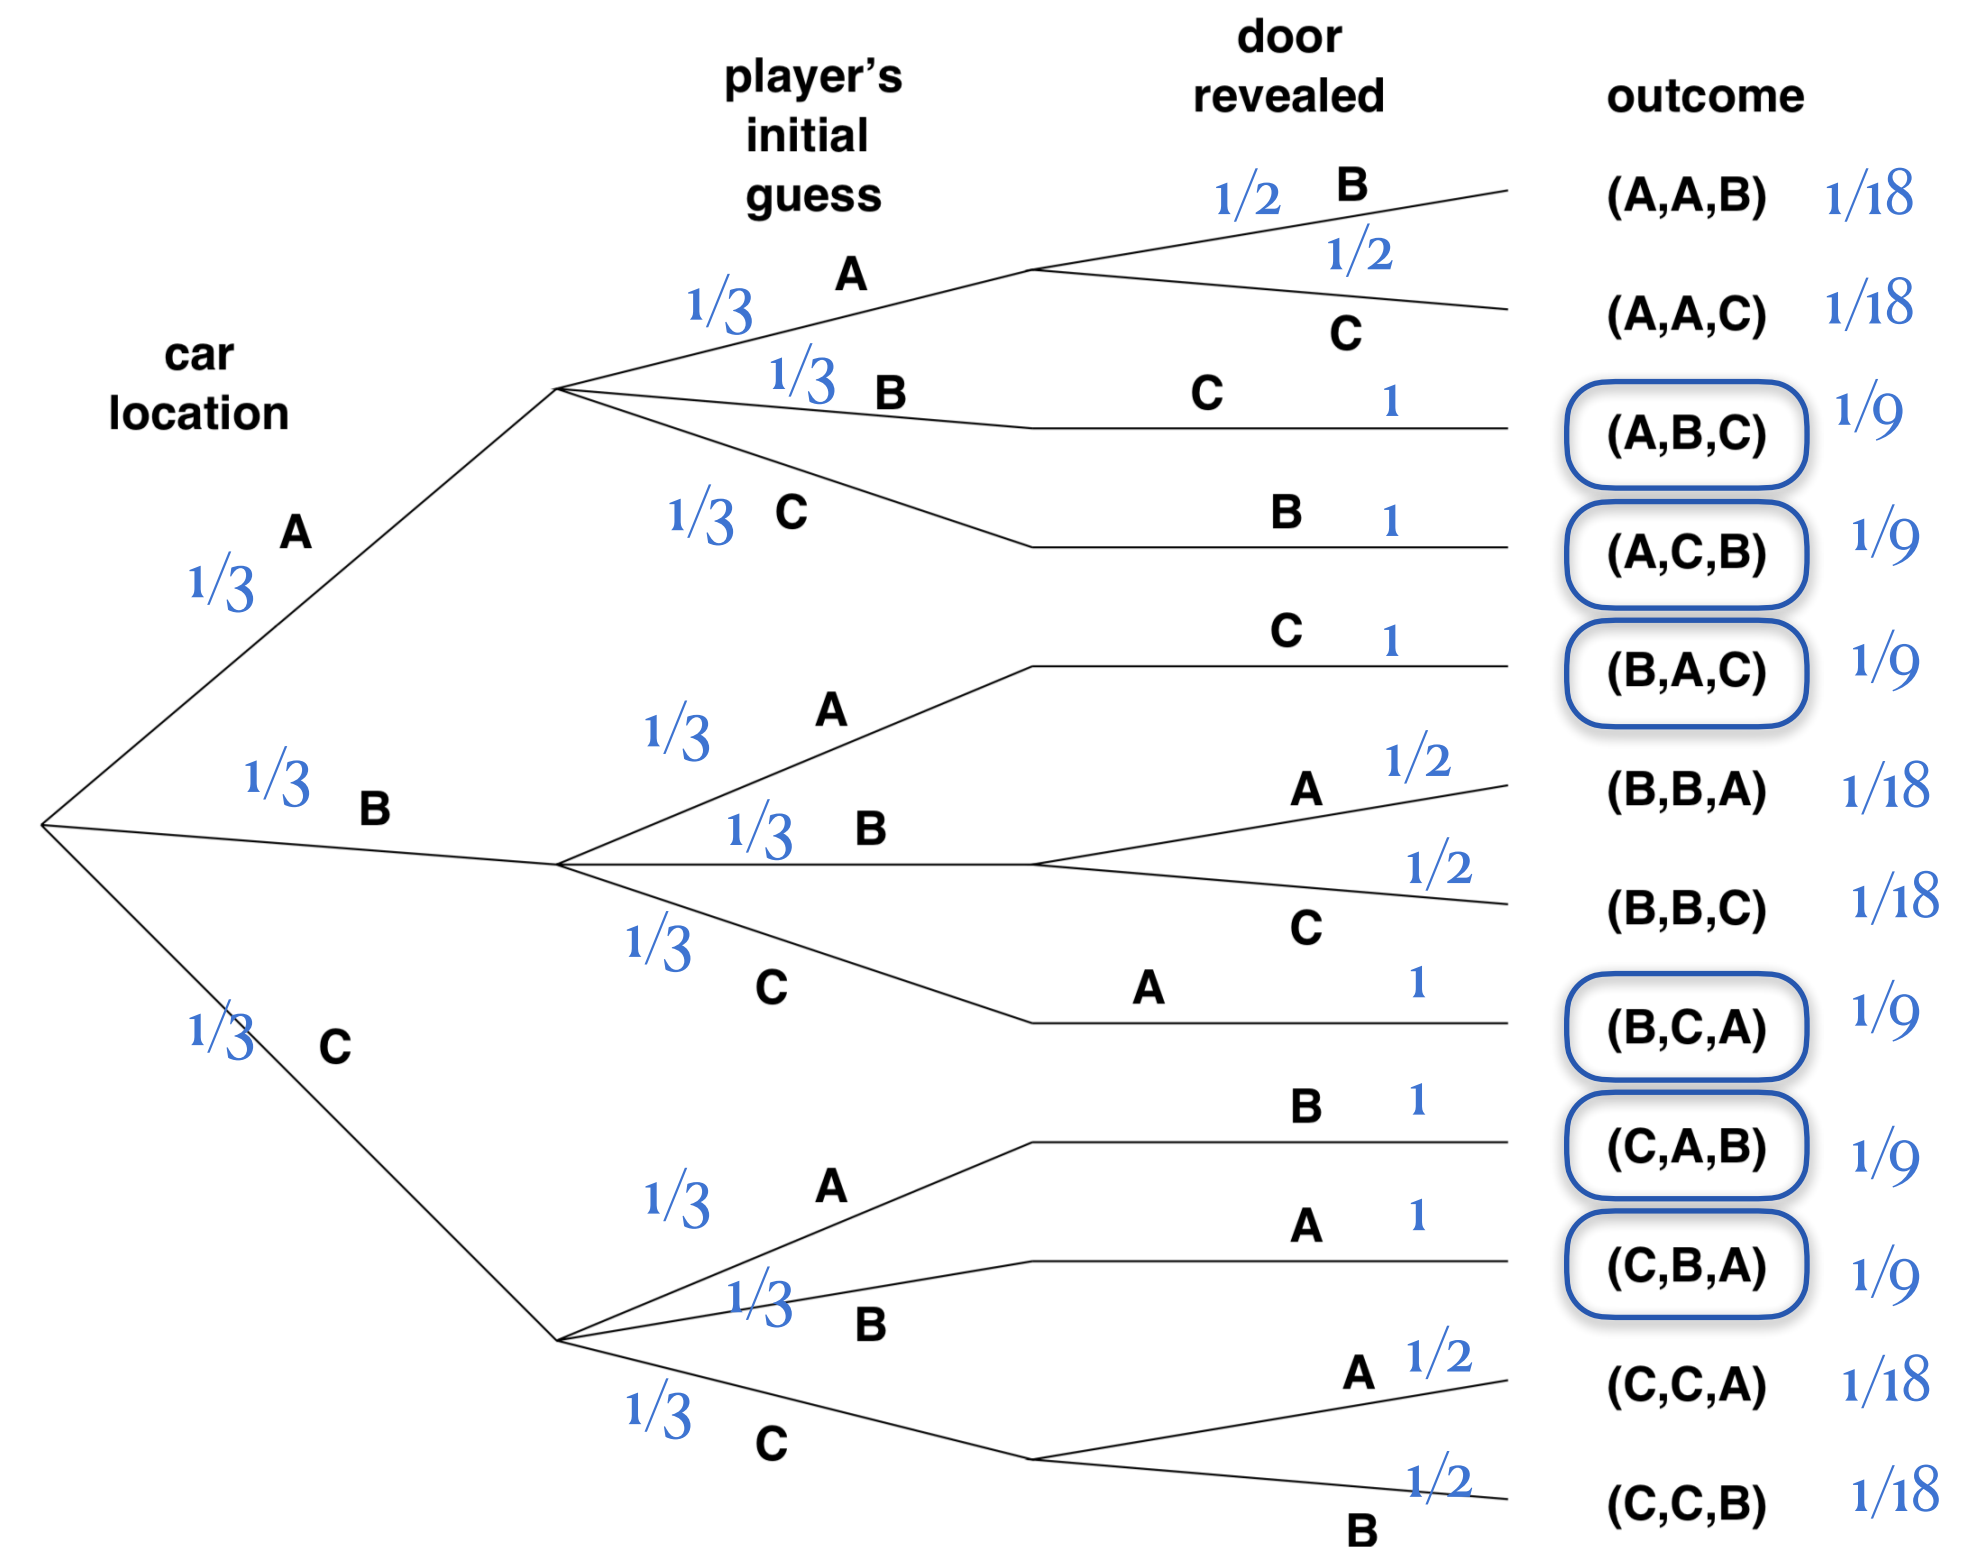 door
revealed
player's
initial
guess
outcome
car
location
1/2 B (A,A,B) 1/18
1/2
A
1/3
C (A,A,C) 1/18
1/3 B C 1 (A,B,C) 1/9
1/3 C B 1 (A,C,B) 1/9
A
1/3
C 1 (B,A,C) 1/9
1/3 A
1/2
A (B,B,A) 1/18
1/3 B
1/3 B
1/2
C (B,B,C) 1/18
1/3
C A 1 (B,C,A) 1/9
1/3 C
B 1 (C,A,B) 1/9
1/3 A
A 1 (C,B,A) 1/9
1/3
B
A 1/2 (C,C,A) 1/18
1/3
C
1/2
B (C,C,B) 1/18